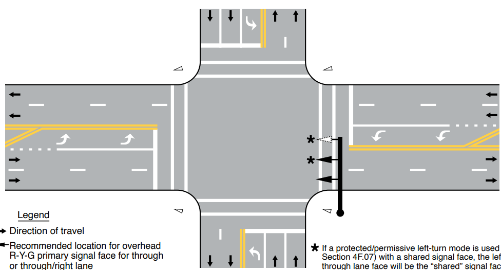 Legend
Direction of travel
Recommended location for overhead
R-Y-G primary signal face for through
or through/right lane
* If a protected/permissive left-turn mode is used
Section 4F.07) with a shared signal face, the lef
through lane face will be the "shared" signal fac